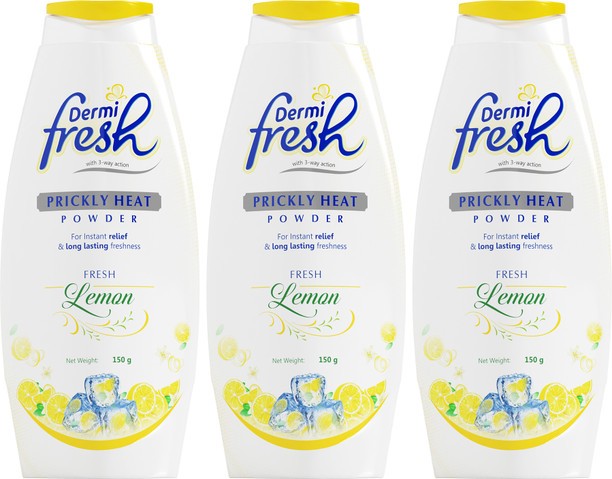 Dermi
fresh
with 3-way action
PRICKLY HEAT
POWDER
For Instant relief
& long lasting freshness
FRESH
Lemon
Net Weight: 150 g
Dermi
fresh
with 3-way action
PRICKLY HEAT
POWDER
For Instant relief
& long lasting freshness
FRESH
Lemon
Net Weight: 150 g
Dermi
fresh
with 3-way action
PRICKLY HEAT
POWDER
For Instant relief
& long lasting freshness
FRESH
Lemon
Net Weight: 150 g